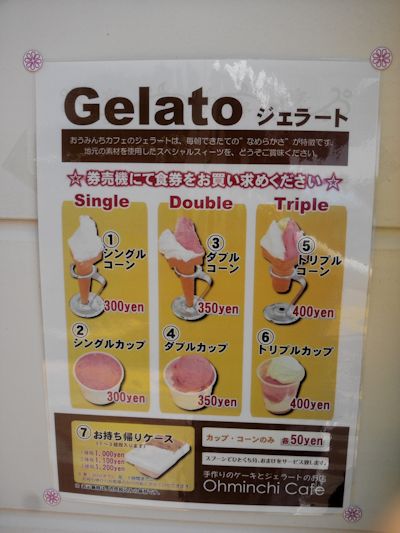 Gelato ジェラート
おうみんちカフェのジェラートは、毎朝できたての"なめらかさ"が特徴です。
地元の素材を使用したスペシャルスィーツを、どうぞご賞味ください。
☆券売機にて食券をお買い求めください☆
Single Double Triple
① シングルコーン 300yen
③ ダブルコーン 350yen
⑤ トリプルコーン 400yen
② シングルカップ 300yen
④ ダブルカップ 350yen
⑥ トリプルカップ 400yen
⑦ お持ち帰りケース
1,000yen
1,100yen
1,200yen
カップ・コーンのみ 各50yen
スプーンでひとくち分、おまけをサービス致します。
手作りのケーキとジェラートのお店
Ohminchi Cafe